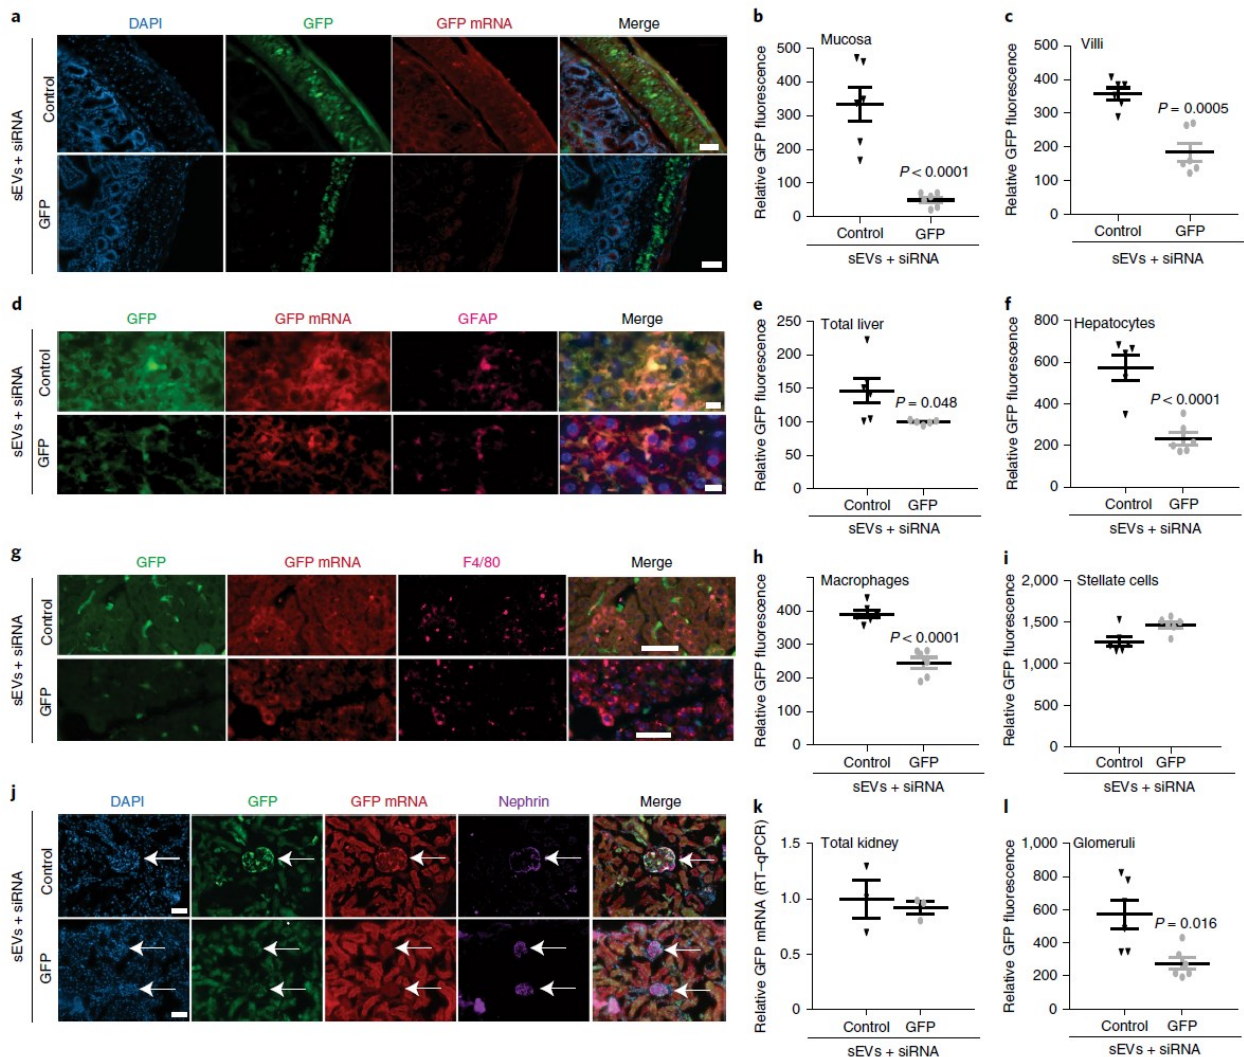 a
DAPI
GFP
GFP mRNA
Merge
sEVs + siRNA
Control
GFP
b
Mucosa
Relative GFP fluorescence
500
400
300
200
100
0
P < 0.0001
Control
GFP
sEVs + siRNA
c
Villi
Relative GFP fluorescence
500
400
300
200
100
0
P = 0.0005
Control
GFP
sEVs + siRNA
d
GFP
GFP mRNA
GFAP
Merge
sEVs + siRNA
Control
GFP
e
Total liver
Relative GFP fluorescence
250
200
150
100
50
0
P = 0.048
Control
GFP
sEVs + siRNA
f
Hepatocytes
Relative GFP fluorescence
800
600
400
200
0
P < 0.0001
Control
GFP
sEVs + siRNA
g
GFP
GFP mRNA
F4/80
Merge
sEVs + siRNA
Control
GFP
h
Macrophages
Relative GFP fluorescence
500
400
300
200
100
0
P < 0.0001
Control
GFP
sEVs + siRNA
i
Stellate cells
Relative GFP fluorescence
2,000
1,500
1,000
500
0
Control
GFP
sEVs + siRNA
j
DAPI
GFP
GFP mRNA
Nephrin
Merge
sEVs + siRNA
Control
GFP
k
Total kidney
Relative GFP mRNA (RT–qPCR)
1.5
1.0
0.5
0
Control
GFP
sEVs + siRNA
l
Glomeruli
Relative GFP fluorescence
1,000
800
600
400
200
0
P = 0.016
Control
GFP
sEVs + siRNA